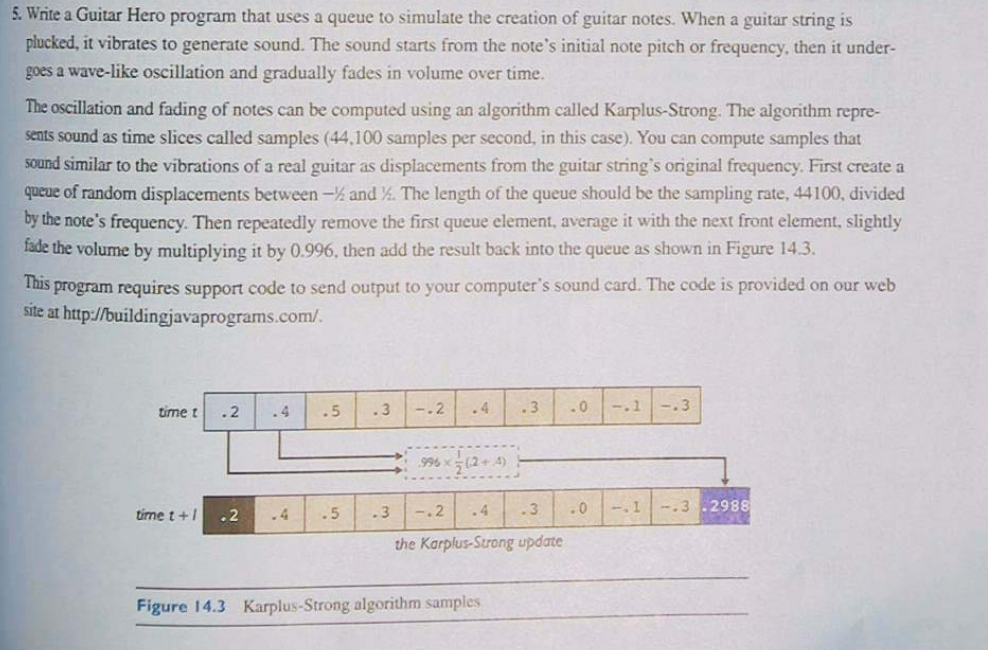 5. Write a Guitar Hero program that uses a queue to simulate the creation of guitar notes. When a guitar string is
plucked, it vibrates to generate sound. The sound starts from the note's initial note pitch or frequency, then it under-
goes a wave-like oscillation and gradually fades in volume over time.
The oscillation and fading of notes can be computed using an algorithm called Karplus-Strong. The algorithm repre-
sents sound as time slices called samples (44,100 samples per second, in this case). You can compute samples that
sound similar to the vibrations of a real guitar as displacements from the guitar string's original frequency. First create a
queue of random displacements between −½ and ½. The length of the queue should be the sampling rate, 44100, divided
by the note's frequency. Then repeatedly remove the first queue element, average it with the next front element, slightly
fade the volume by multiplying it by 0.996, then add the result back into the queue as shown in Figure 14.3.
This program requires support code to send output to your computer's sound card. The code is provided on our web
site at http://buildingjavaprograms.com/.
time t .2 .4 .5 .3 -.2 .4 .3 .0 -.1 -.3
.996 × 1/2 (.2 + .4)
time t + 1 .2 .4 .5 .3 -.2 .4 .3 .0 -.1 -.3 .2988
the Karplus-Strong update
Figure 14.3 Karplus-Strong algorithm samples